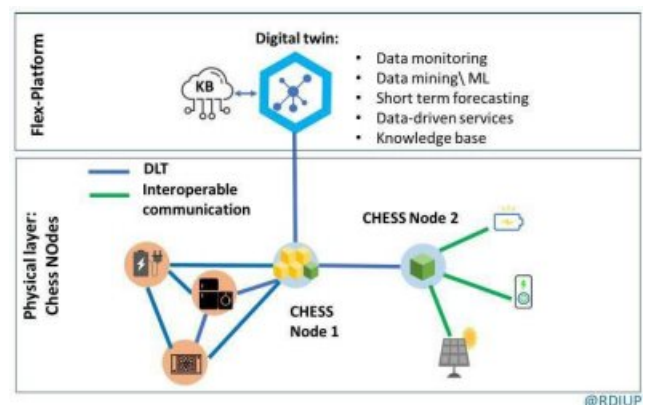 Flex-Platform
Digital twin:
KB
• Data monitoring
• Data mining\ ML
• Short term forecasting
• Data-driven services
• Knowledge base
Physical layer:
Chess NOdes
DLT
Interoperable
communication
CHESS Node 2
CHESS
Node 1
@RDIUP